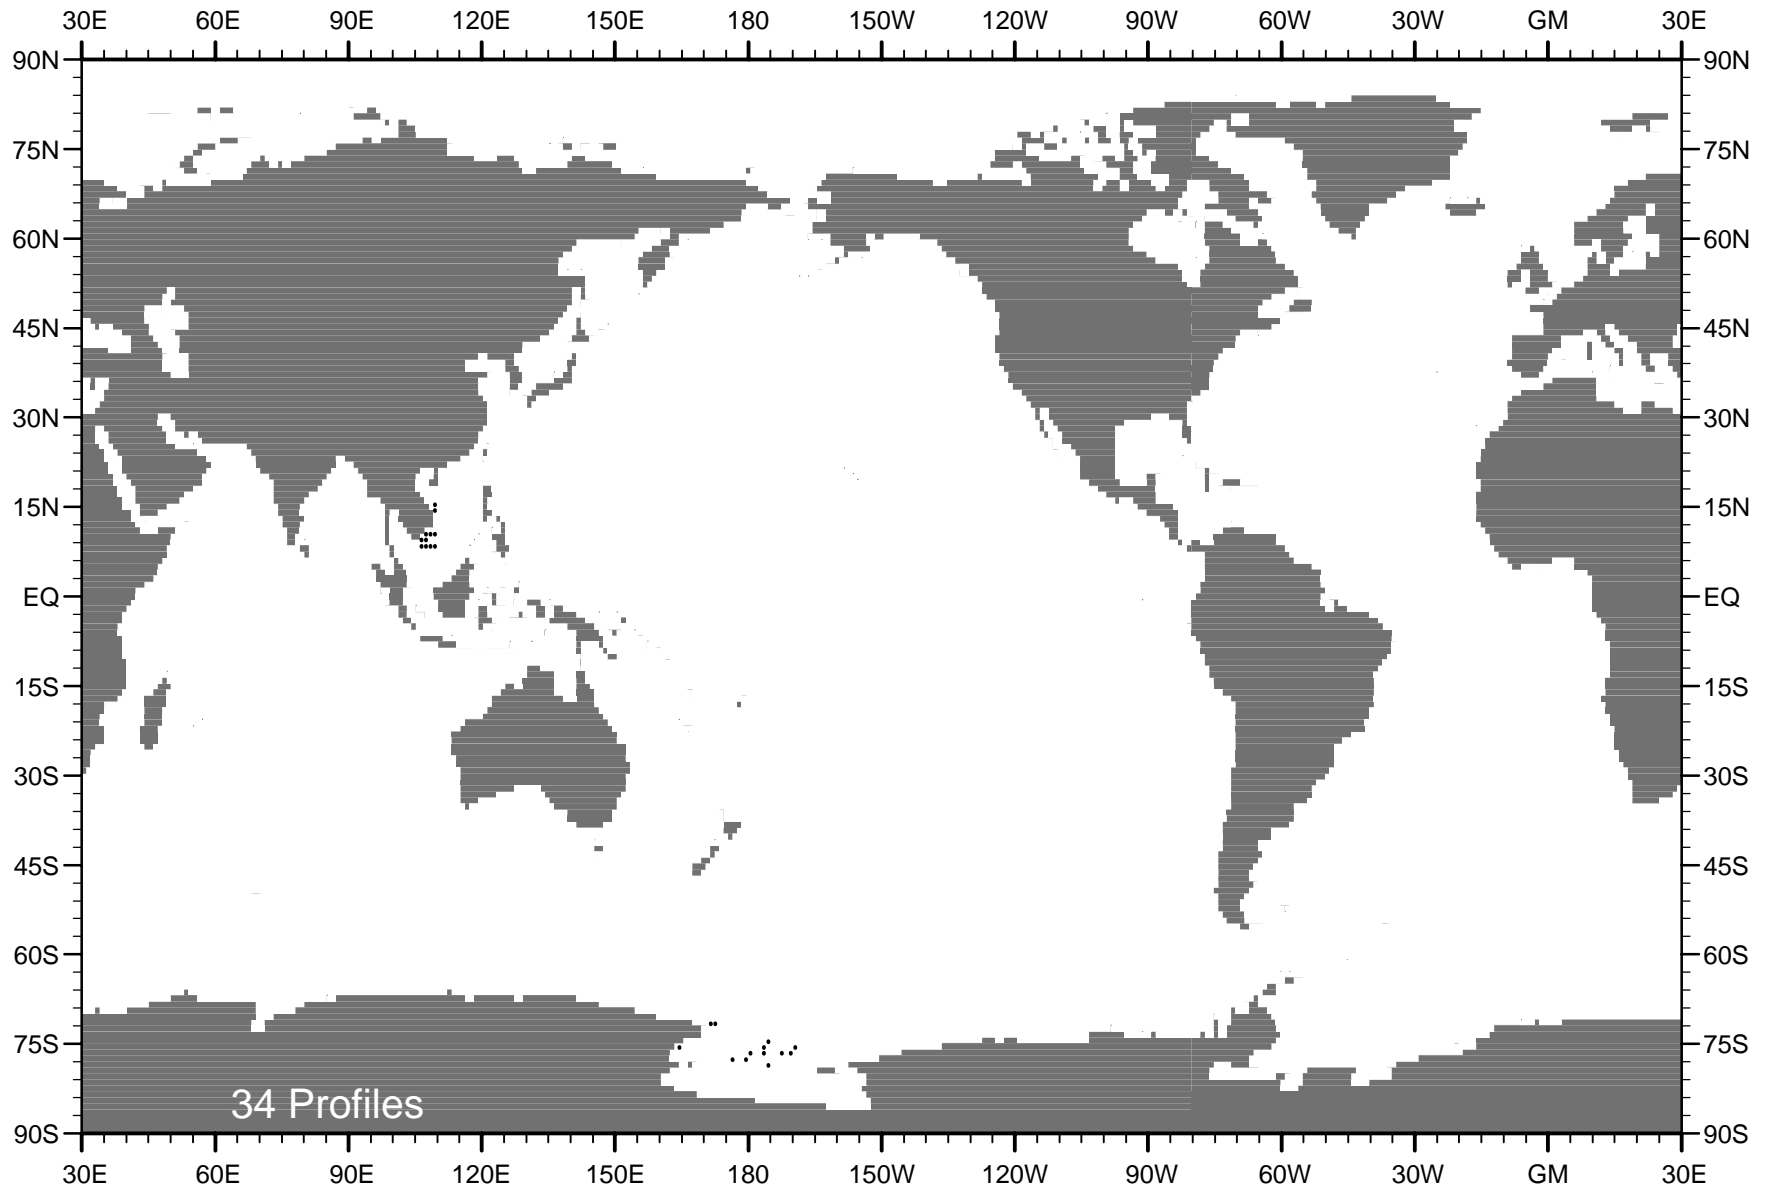 30E 60E 90E 120E 150E 180 150W 120W 90W 60W 30W GM 30E
90N 90N
75N 75N
60N 60N
45N 45N
30N 30N
15N 15N
EQ EQ
15S 15S
30S 30S
45S 45S
60S 60S
75S 75S
34 Profiles
90S 90S
30E 60E 90E 120E 150E 180 150W 120W 90W 60W 30W GM 30E